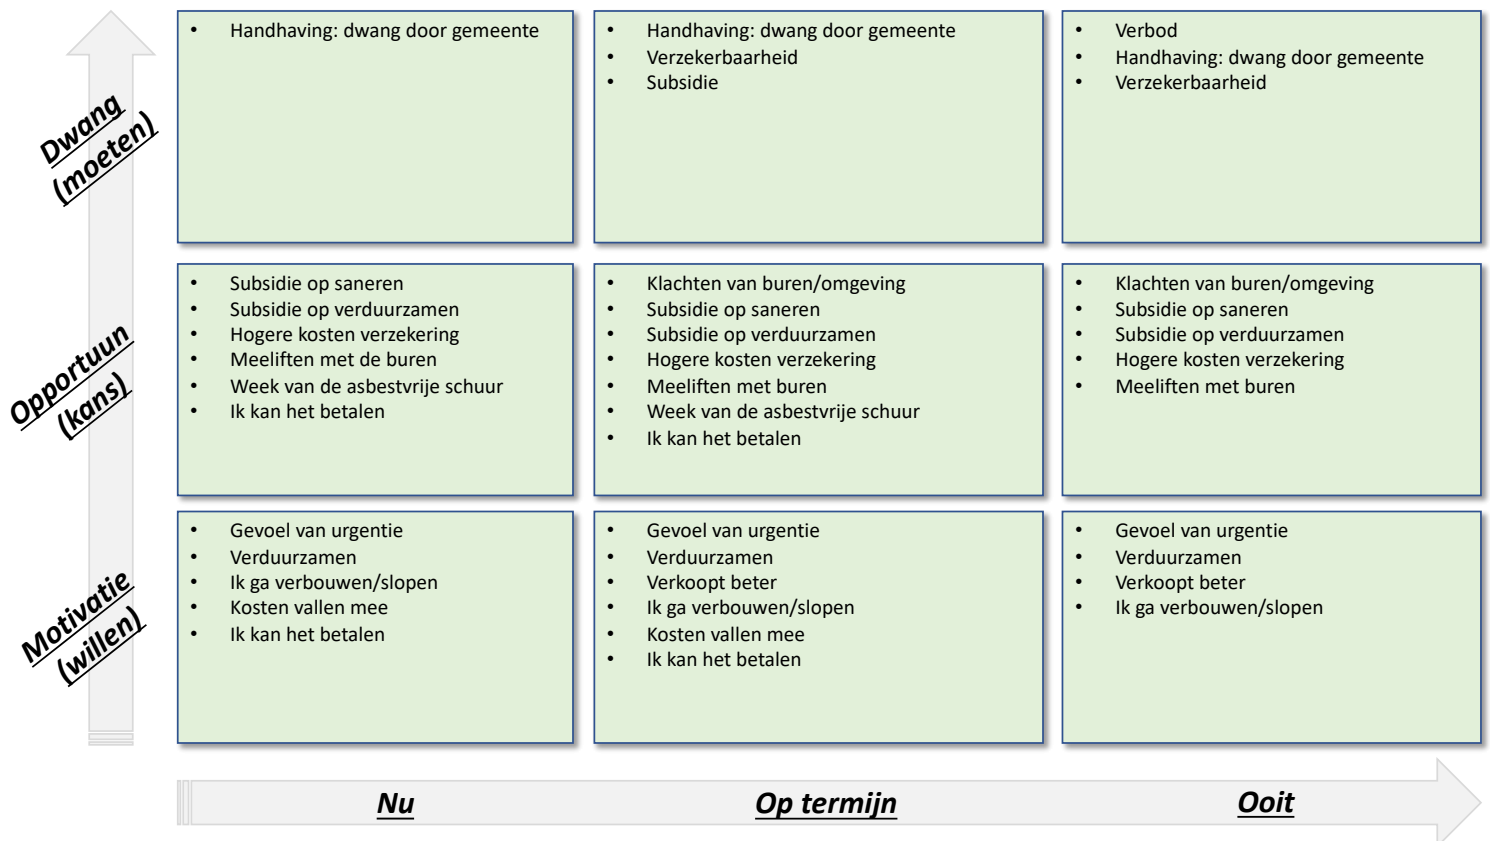 Dwang
(moeten)
• Handhaving: dwang door gemeente
• Handhaving: dwang door gemeente
• Verzekerbaarheid
• Subsidie
• Verbod
• Handhaving: dwang door gemeente
• Verzekerbaarheid
Opportuun
(kans)
• Subsidie op saneren
• Subsidie op verduurzamen
• Hogere kosten verzekering
• Meeliften met de buren
• Week van de asbestvrije schuur
• Ik kan het betalen
• Klachten van buren/omgeving
• Subsidie op saneren
• Subsidie op verduurzamen
• Hogere kosten verzekering
• Meeliften met buren
• Week van de asbestvrije schuur
• Ik kan het betalen
• Klachten van buren/omgeving
• Subsidie op saneren
• Subsidie op verduurzamen
• Hogere kosten verzekering
• Meeliften met buren
Motivatie
(willen)
• Gevoel van urgentie
• Verduurzamen
• Ik ga verbouwen/slopen
• Kosten vallen mee
• Ik kan het betalen
• Gevoel van urgentie
• Verduurzamen
• Verkoopt beter
• Ik ga verbouwen/slopen
• Kosten vallen mee
• Ik kan het betalen
• Gevoel van urgentie
• Verduurzamen
• Verkoopt beter
• Ik ga verbouwen/slopen
Nu
Op termijn
Ooit